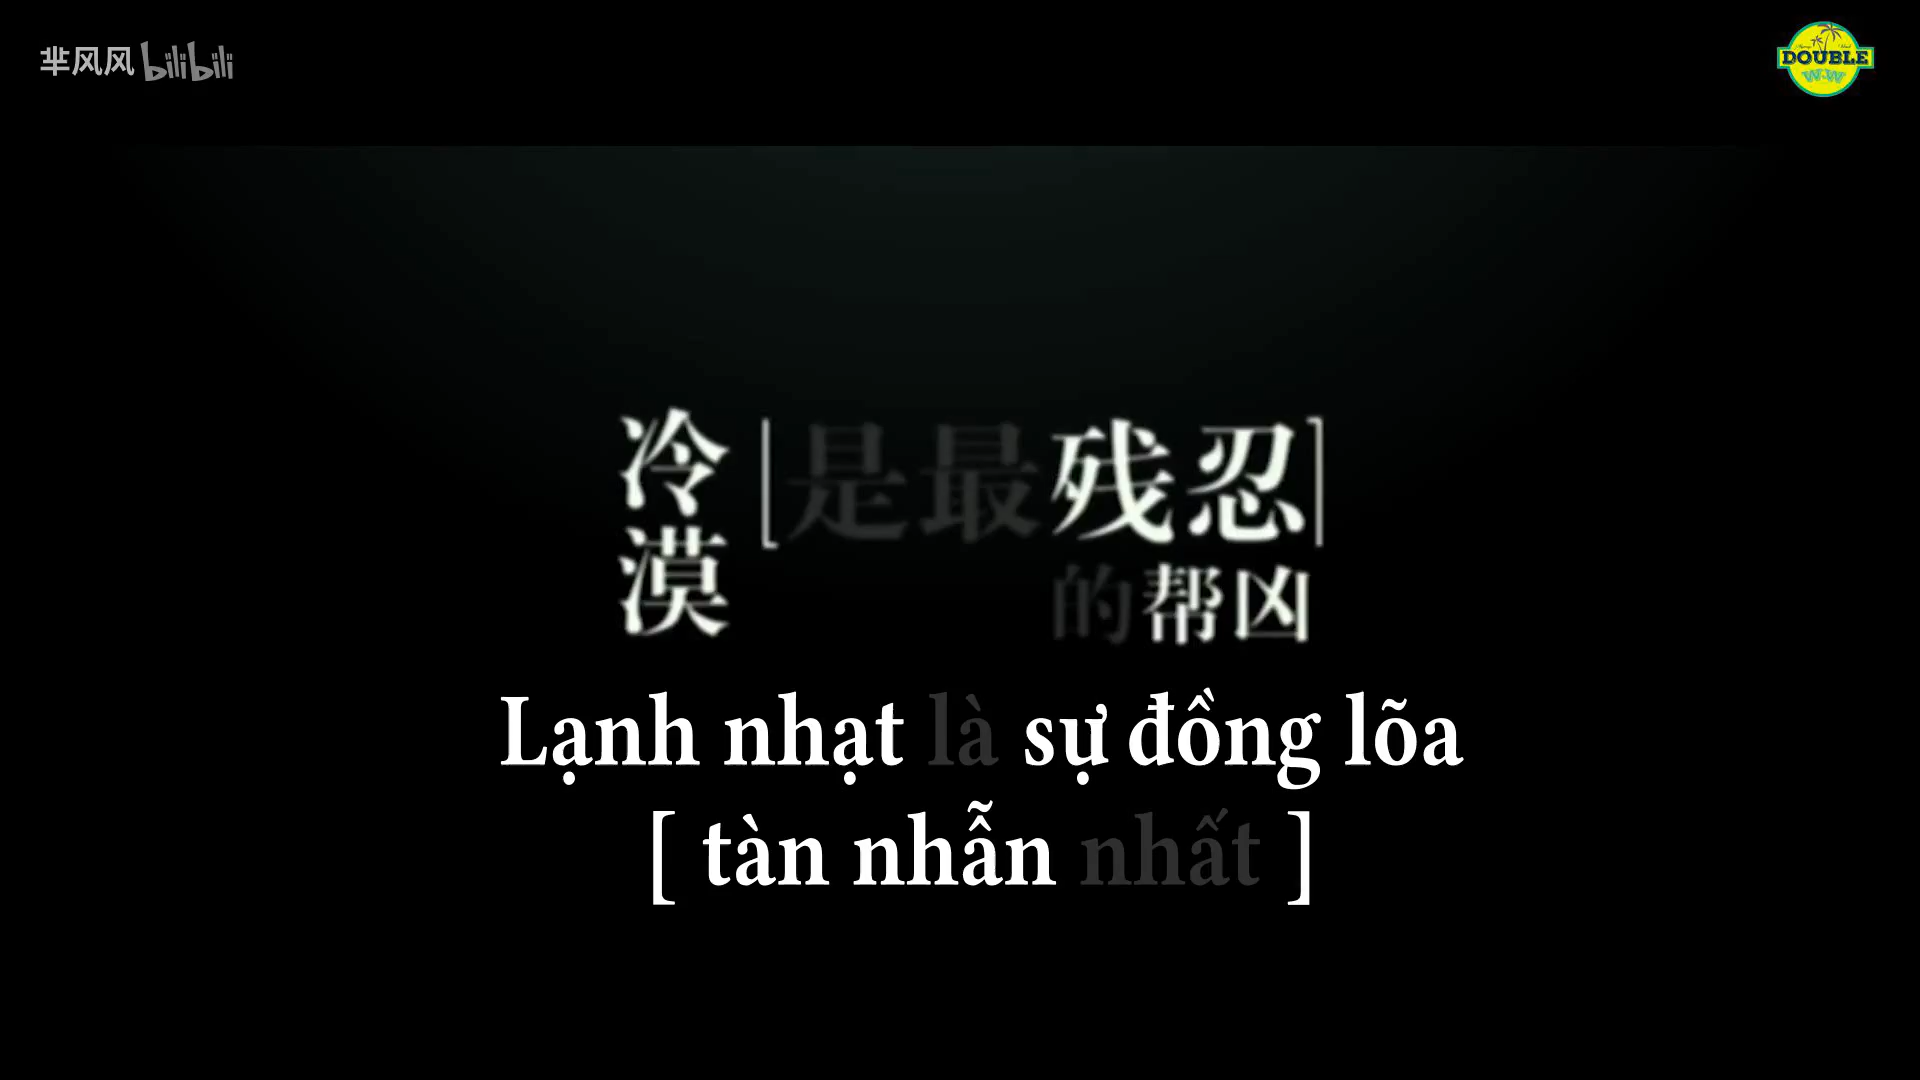 芈风风 bilibili
DOUBLE
W.W
冷漠[是最残忍]
的帮凶
Lạnh nhạt là sự đồng lõa
[ tàn nhẫn nhất ]